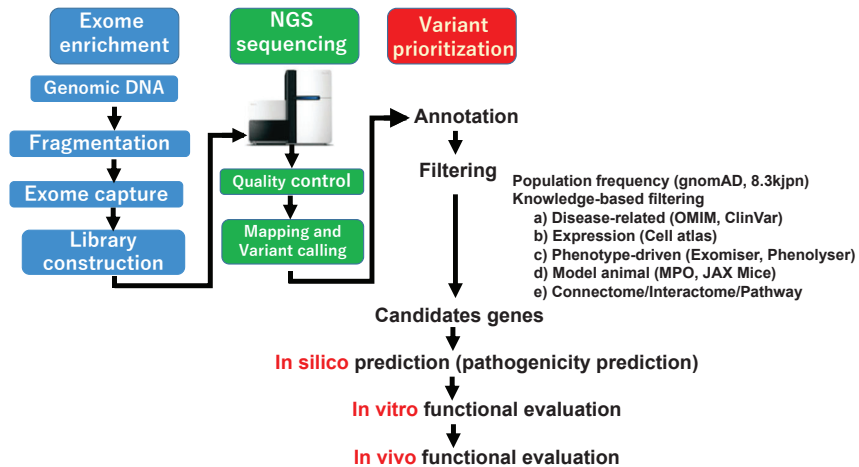 Exome
enrichment
Genomic DNA
Fragmentation
Exome capture
Library
construction
NGS
sequencing
Quality control
Mapping and
Variant calling
Variant
prioritization
Annotation
Filtering
Population frequency (gnomAD, 8.3kjpn)
Knowledge-based filtering
a) Disease-related (OMIM, ClinVar)
b) Expression (Cell atlas)
c) Phenotype-driven (Exomiser, Phenolyser)
d) Model animal (MPO, JAX Mice)
e) Connectome/Interactome/Pathway
Candidates genes
In silico prediction (pathogenicity prediction)
In vitro functional evaluation
In vivo functional evaluation